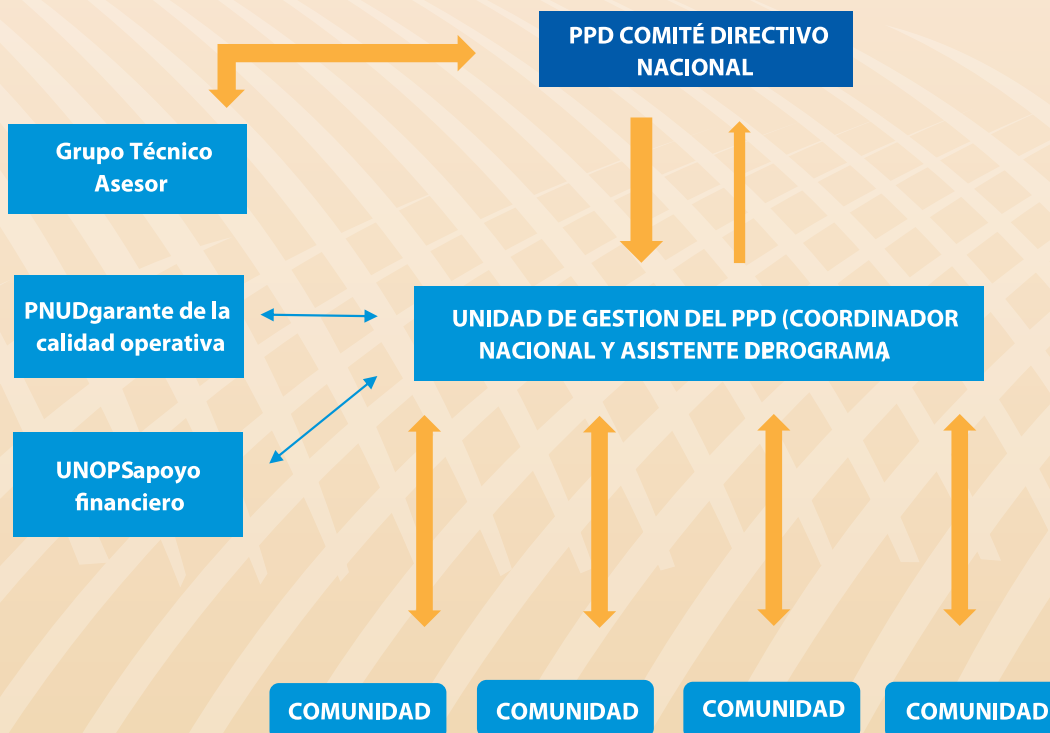 PPD COMITÉ DIRECTIVO
NACIONAL
Grupo Técnico
Asesor
PNUDgarante de la
calidad operativa
UNIDAD DE GESTION DEL PPD (COORDINADOR
NACIONAL Y ASISTENTE DEPROGRAMA)
UNOPSapoyo
financiero
COMUNIDAD
COMUNIDAD
COMUNIDAD
COMUNIDAD